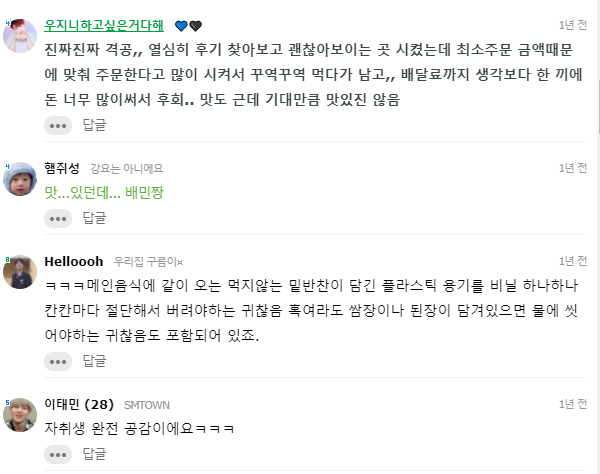 우지니하고싶은거다해 💙🖤 1년 전
진짜진짜 격공,, 열심히 후기 찾아보고 괜찮아보이는 곳 시켰는데 최소주문 금액때문
에 맞춰 주문한다고 많이 시켜서 꾸역꾸역 먹다가 남고,, 배달료까지 생각보다 한 끼에
돈 너무 많이써서 후회.. 맛도 근데 기대만큼 맛있진 않음
••• 답글
햄쥐성 강요는 아니에요 1년 전
맛...있던데... 배민짱
••• 답글
Helloooh 우리집 구름이ㅈ 1년 전
ㅋㅋㅋ메인음식에 같이 오는 먹지않는 밑반찬이 담긴 플라스틱 용기를 비닐 하나하나
칸칸마다 절단해서 버려야하는 귀찮음 혹여라도 쌈장이나 된장이 담겨있으면 물에 씻
어야하는 귀찮음도 포함되어 있죠.
••• 답글
이태민 (28) SMTOWN 1년 전
자취생 완전 공감이에요ㅋㅋㅋ
••• 답글